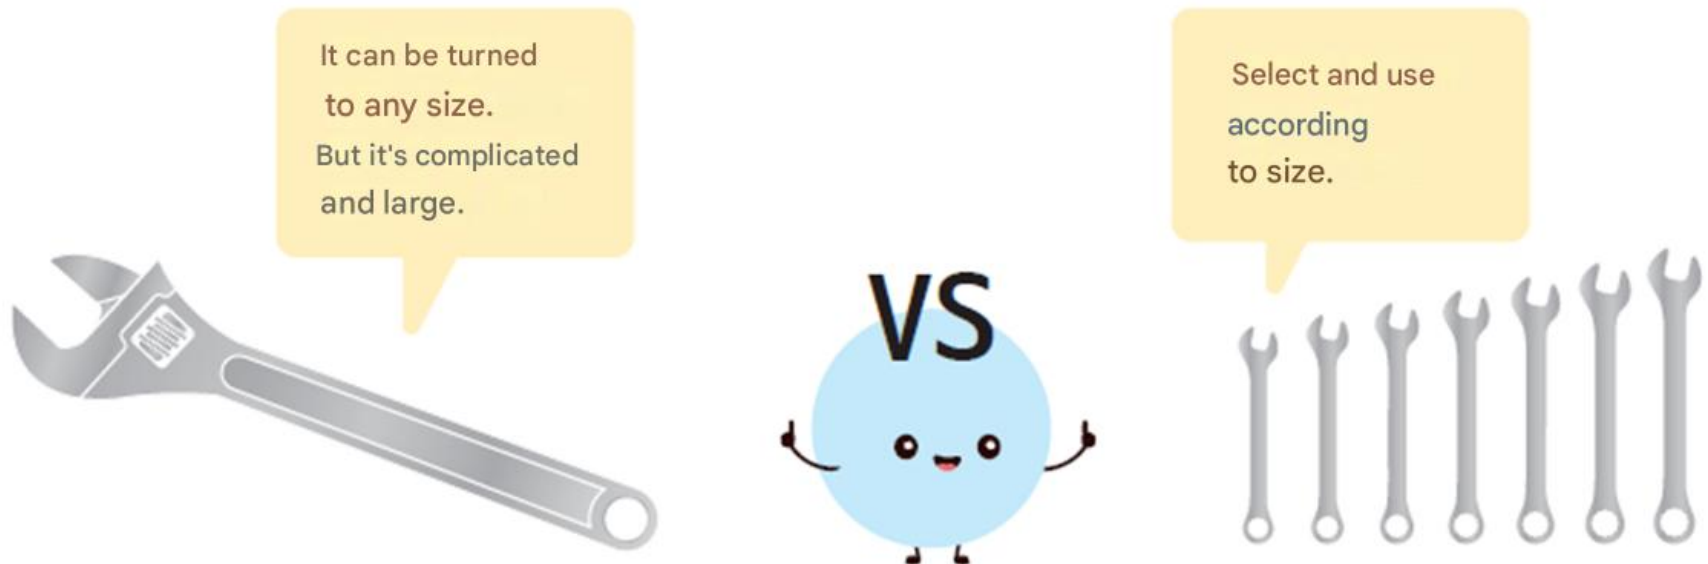 It can be turned
to any size.
But it's complicated
and large.
Select and use
according
to size.
VS